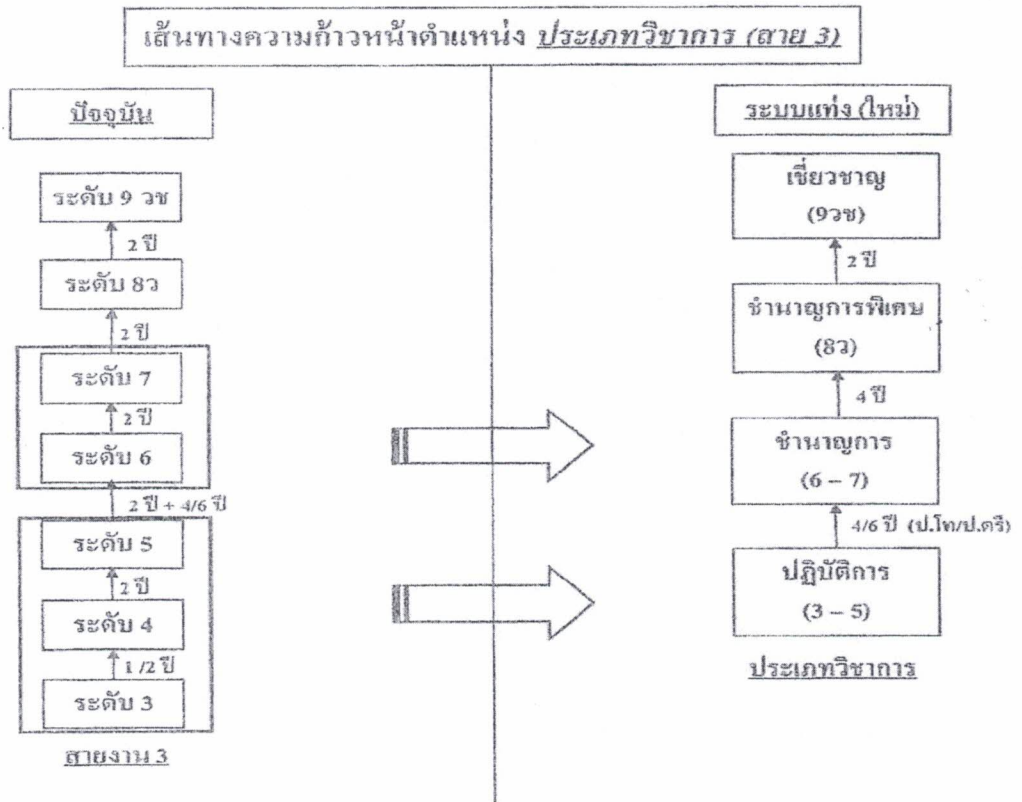 เส้นทางความก้าวหน้าตำแหน่ง ประเภทวิชาการ (สาย 3)
ปัจจุบัน
ระดับ 9 วช
2 ปี
ระดับ 8ว
2 ปี
ระดับ 7
2 ปี
ระดับ 6
2 ปี + 4/6 ปี
ระดับ 5
2 ปี
ระดับ 4
1 /2 ปี
ระดับ 3
สายงาน 3
ระบบแท่ง (ใหม่)
เชี่ยวชาญ
(9วช)
2 ปี
ชำนาญการพิเศษ
(8ว)
4 ปี
ชำนาญการ
(6 – 7)
4/6 ปี (ป.โท/ป.ตรี)
ปฏิบัติการ
(3 – 5)
ประเภทวิชาการ